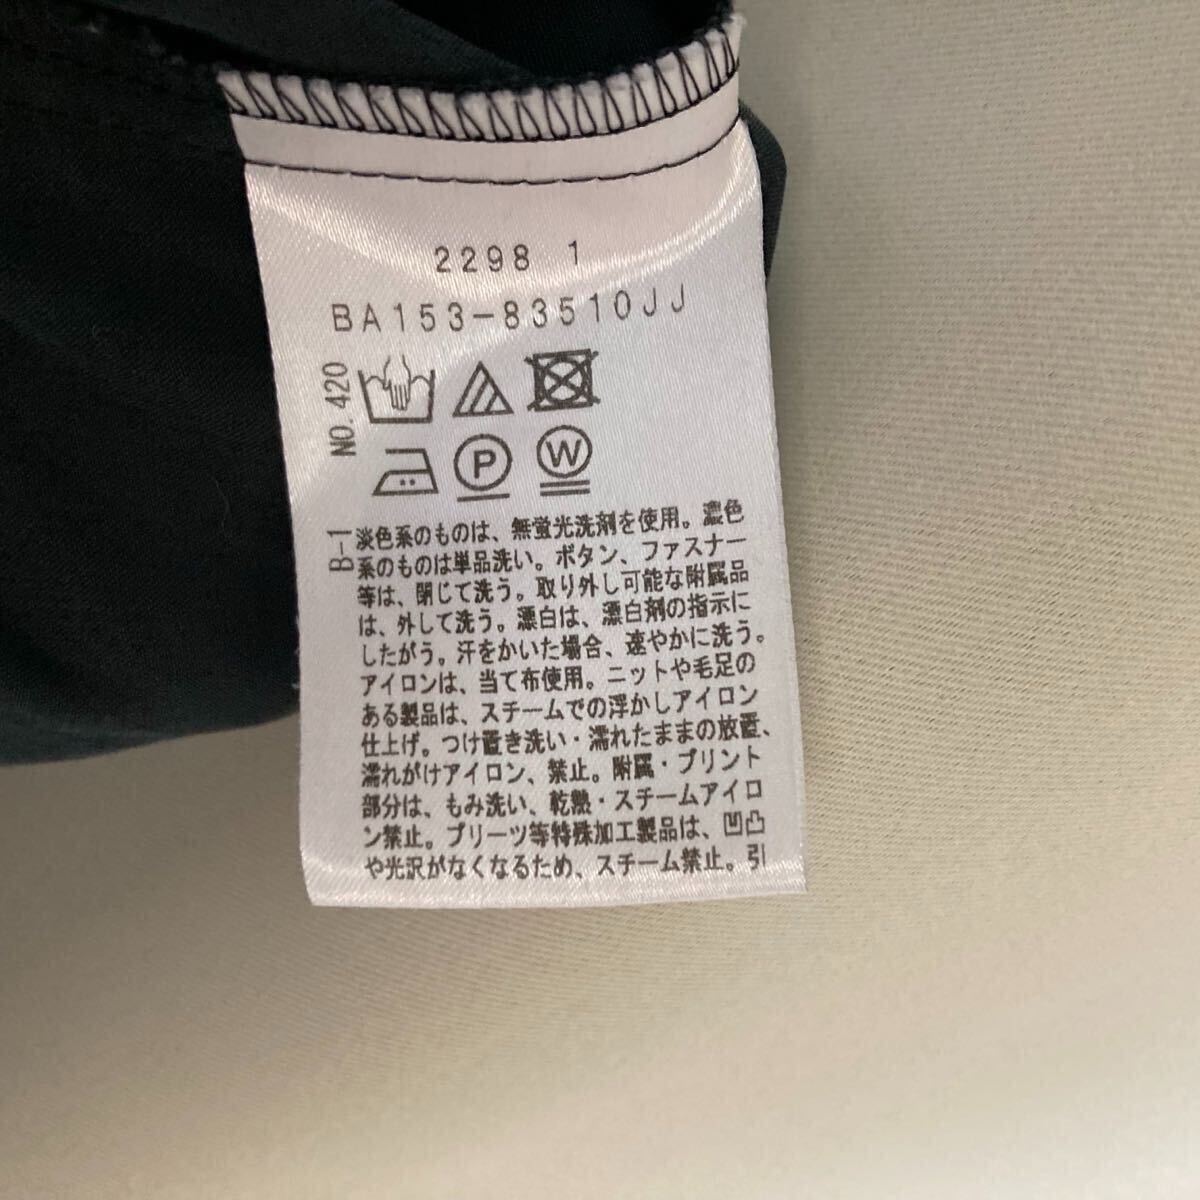 2298 1
BA153-83510JJ
NO.420
P
W
B-1
淡色系のものは、無蛍光洗剤を使用。濃色
系のものは単品洗い。ボタン、ファスナー
等は、閉じて洗う。取り外し可能な附属品
は、外して洗う。漂白は、漂白剤の指示に
したがう。汗をかいた場合、速やかに洗う。
アイロンは、当て布使用。ニットや毛足の
ある製品は、スチームでの浮かしアイロン
仕上げ。つけ置き洗い・濡れたままの放置、
濡れがけアイロン、禁止。附属・プリント
部分は、もみ洗い、乾熱・スチームアイロ
ン禁止。プリーツ等特殊加工製品は、凹凸
や光沢がなくなるため、スチーム禁止。引